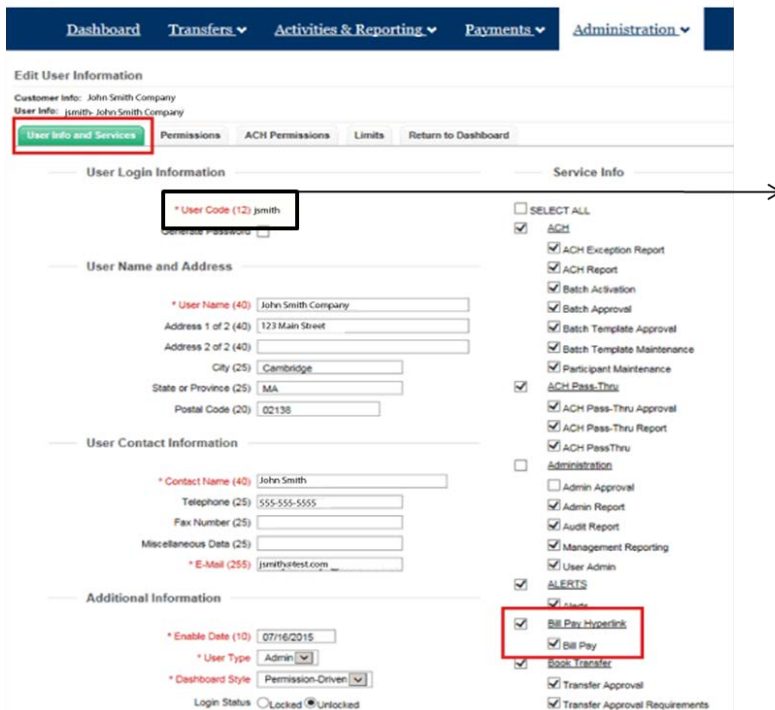 Dashboard Transfers Activities & Reporting Payments Administration
Edit User Information
Customer Info: John Smith Company
User Info: jsmith- John Smith Company
User Info and Services Permissions ACH Permissions Limits Return to Dashboard
User Login Information
* User Code (12) jsmith
Generate Password
User Name and Address
* User Name (40) John Smith Company
Address 1 of 2 (40) 123 Main Street
Address 2 of 2 (40)
City (25) Cambridge
State or Province (25) MA
Postal Code (20) 02138
User Contact Information
* Contact Name (40) John Smith
Telephone (25) 555-555-5555
Fax Number (25)
Miscellaneous Data (25)
* E-Mail (255) jsmith@test.com
Additional Information
* Enable Date (10) 07/16/2015
* User Type Admin
* Dashboard Style Permission-Driven
Login Status Locked Unlocked
Service Info
SELECT ALL
ACH
ACH Exception Report
ACH Report
Batch Activation
Batch Approval
Batch Template Approval
Batch Template Maintenance
Participant Maintenance
ACH Pass-Thru
ACH Pass-Thru Approval
ACH Pass-Thru Report
ACH PassThru
Administration
Admin Approval
Admin Report
Audit Report
Management Reporting
User Admin
ALERTS
Alerts
Bill Pay Hyperlink
Bill Pay
Book Transfer
Transfer Approval
Transfer Approval Requirements